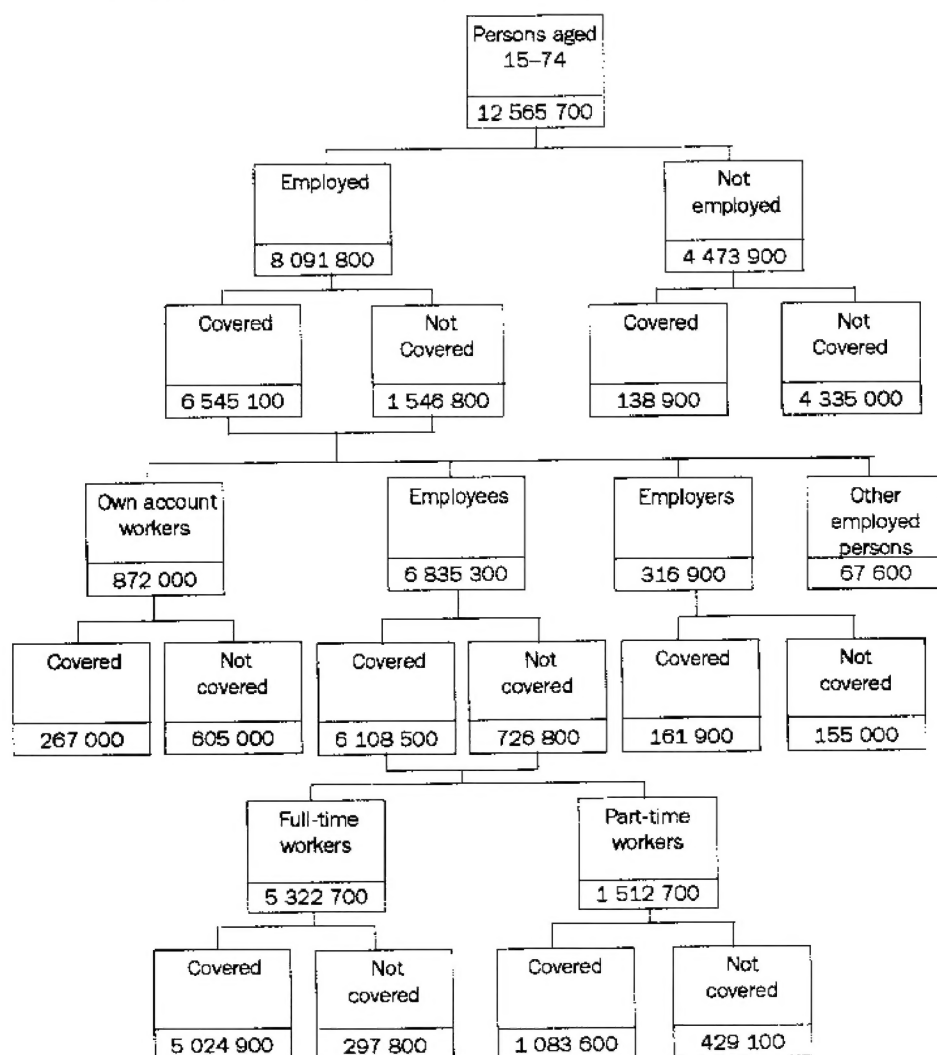 Persons aged
15–74
12 565 700
Employed
8 091 800
Not
employed
4 473 900
Covered
6 545 100
Not
Covered
1 546 800
Covered
138 900
Not
Covered
4 335 000
Own account
workers
872 000
Employees
6 835 300
Employers
316 900
Other
employed
persons
67 600
Covered
267 000
Not
covered
605 000
Covered
6 108 500
Not
covered
726 800
Covered
161 900
Not
covered
155 000
Full-time
workers
5 322 700
Part-time
workers
1 512 700
Covered
5 024 900
Not
covered
297 800
Covered
1 083 600
Not
covered
429 100